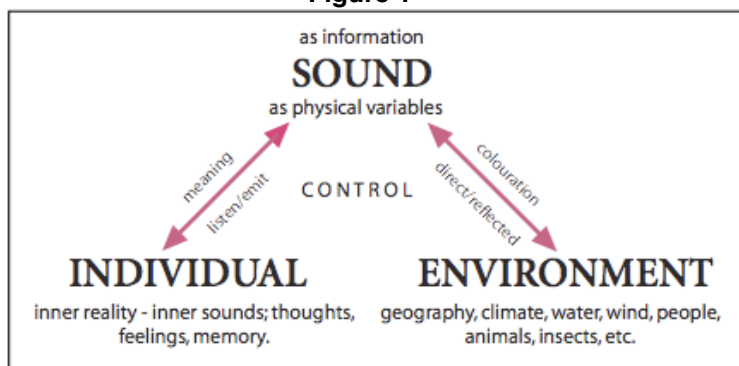 as information
SOUND
as physical variables
meaning
listen/emit
CONTROL
colouration
direct/reflected
INDIVIDUAL
inner reality - inner sounds; thoughts,
feelings, memory.
ENVIRONMENT
geography, climate, water, wind, people,
animals, insects, etc.